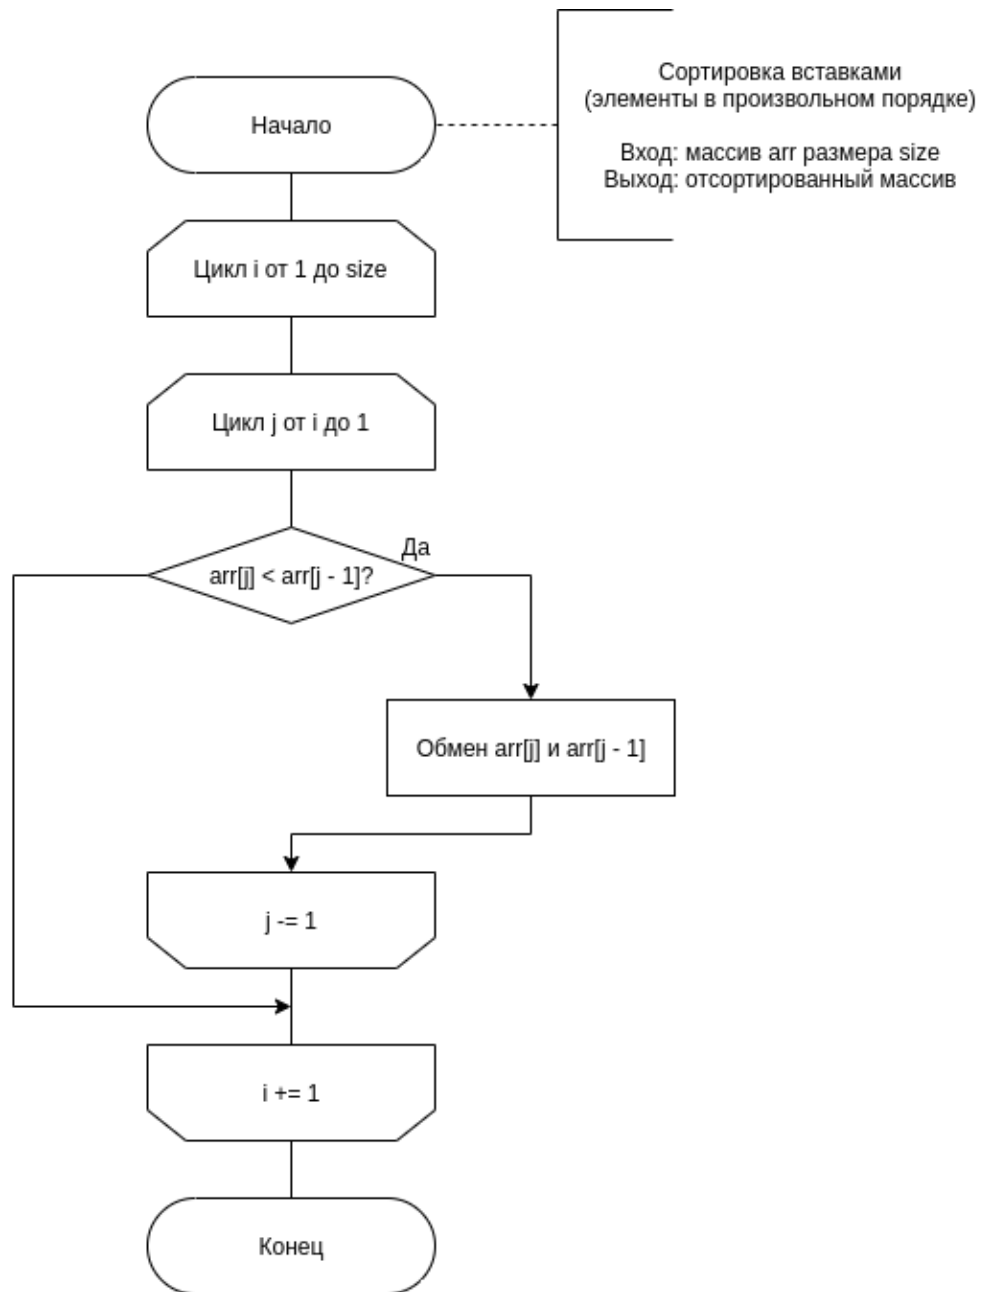 Начало
Сортировка вставками
(элементы в произвольном порядке)
Вход: массив arr размера size
Выход: отсортированный массив
Цикл i от 1 до size
Цикл j от i до 1
Да
arr[j] < arr[j - 1]?
Обмен arr[j] и arr[j - 1]
j -= 1
i += 1
Конец